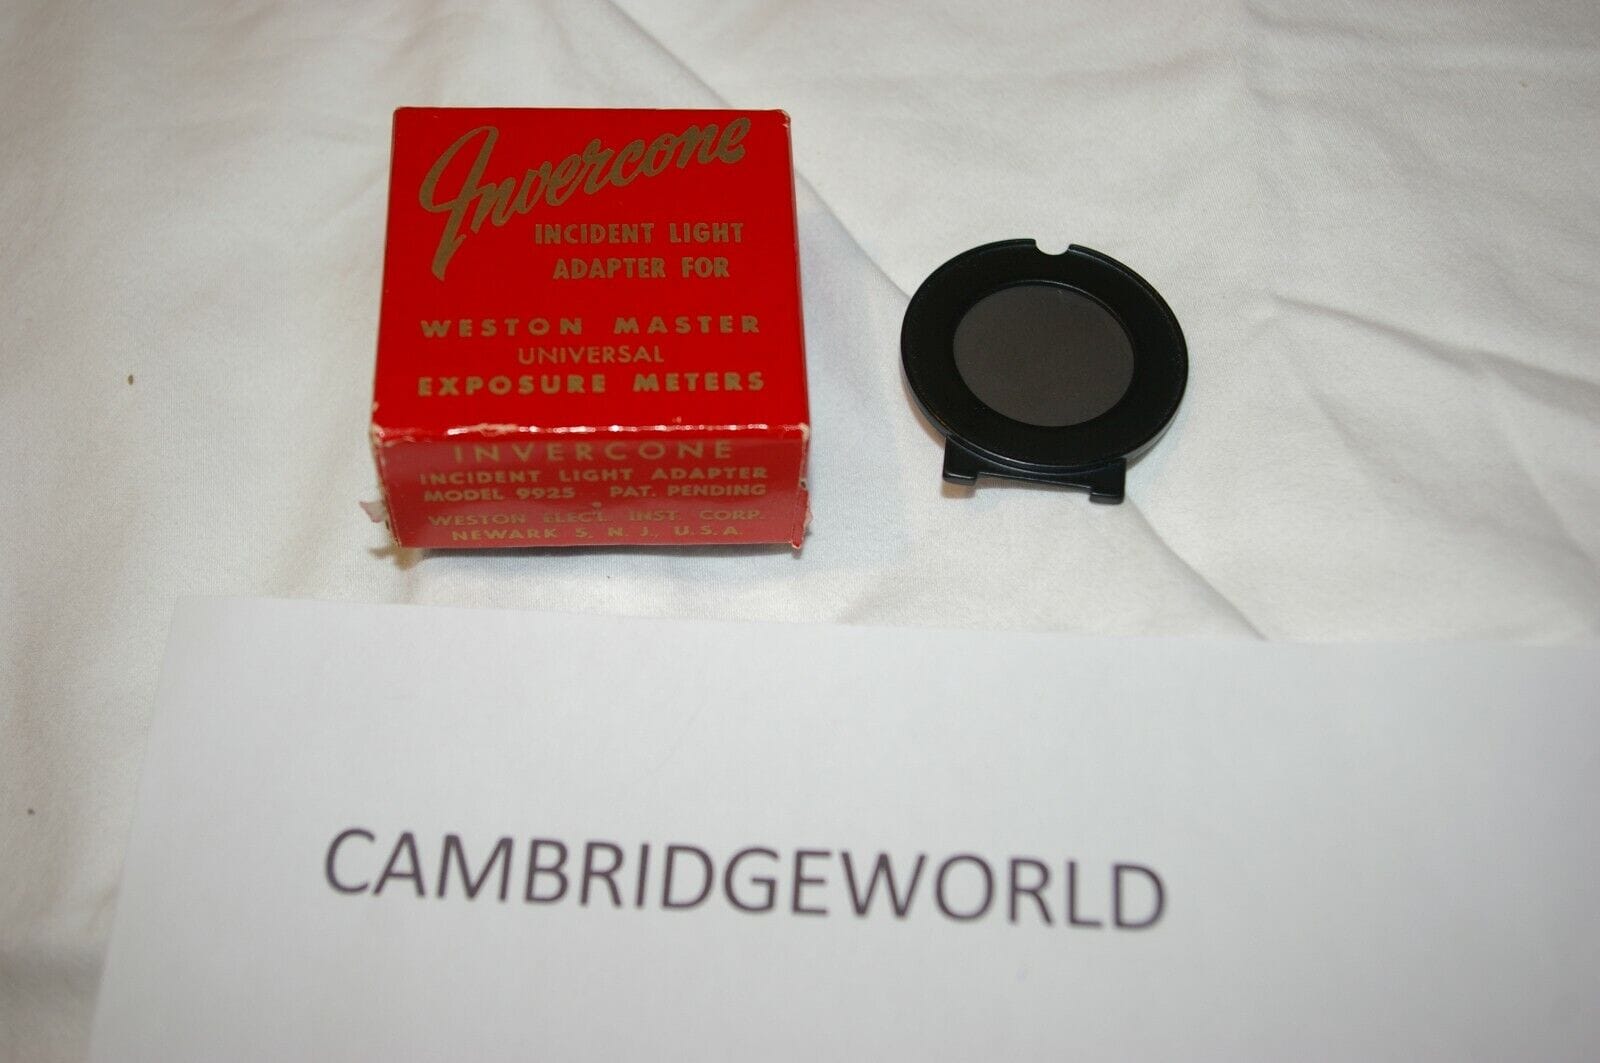 Invercone
INCIDENT LIGHT
ADAPTER FOR
WESTON MASTER
UNIVERSAL
EXPOSURE METERS
INVERCONE
INCIDENT LIGHT ADAPTER
MODEL 9925 PAT. PENDING
WESTON ELEC'L INST. CORP.
NEWARK 5, N. J., U.S.A.
CAMBRIDGEWORLD